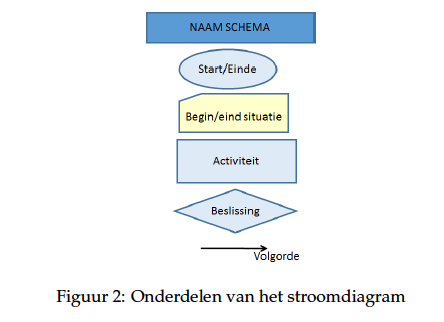 NAAM SCHEMA
Start/Einde
Begin/eind situatie
Activiteit
Beslissing
Volgorde
Figuur 2: Onderdelen van het stroomdiagram